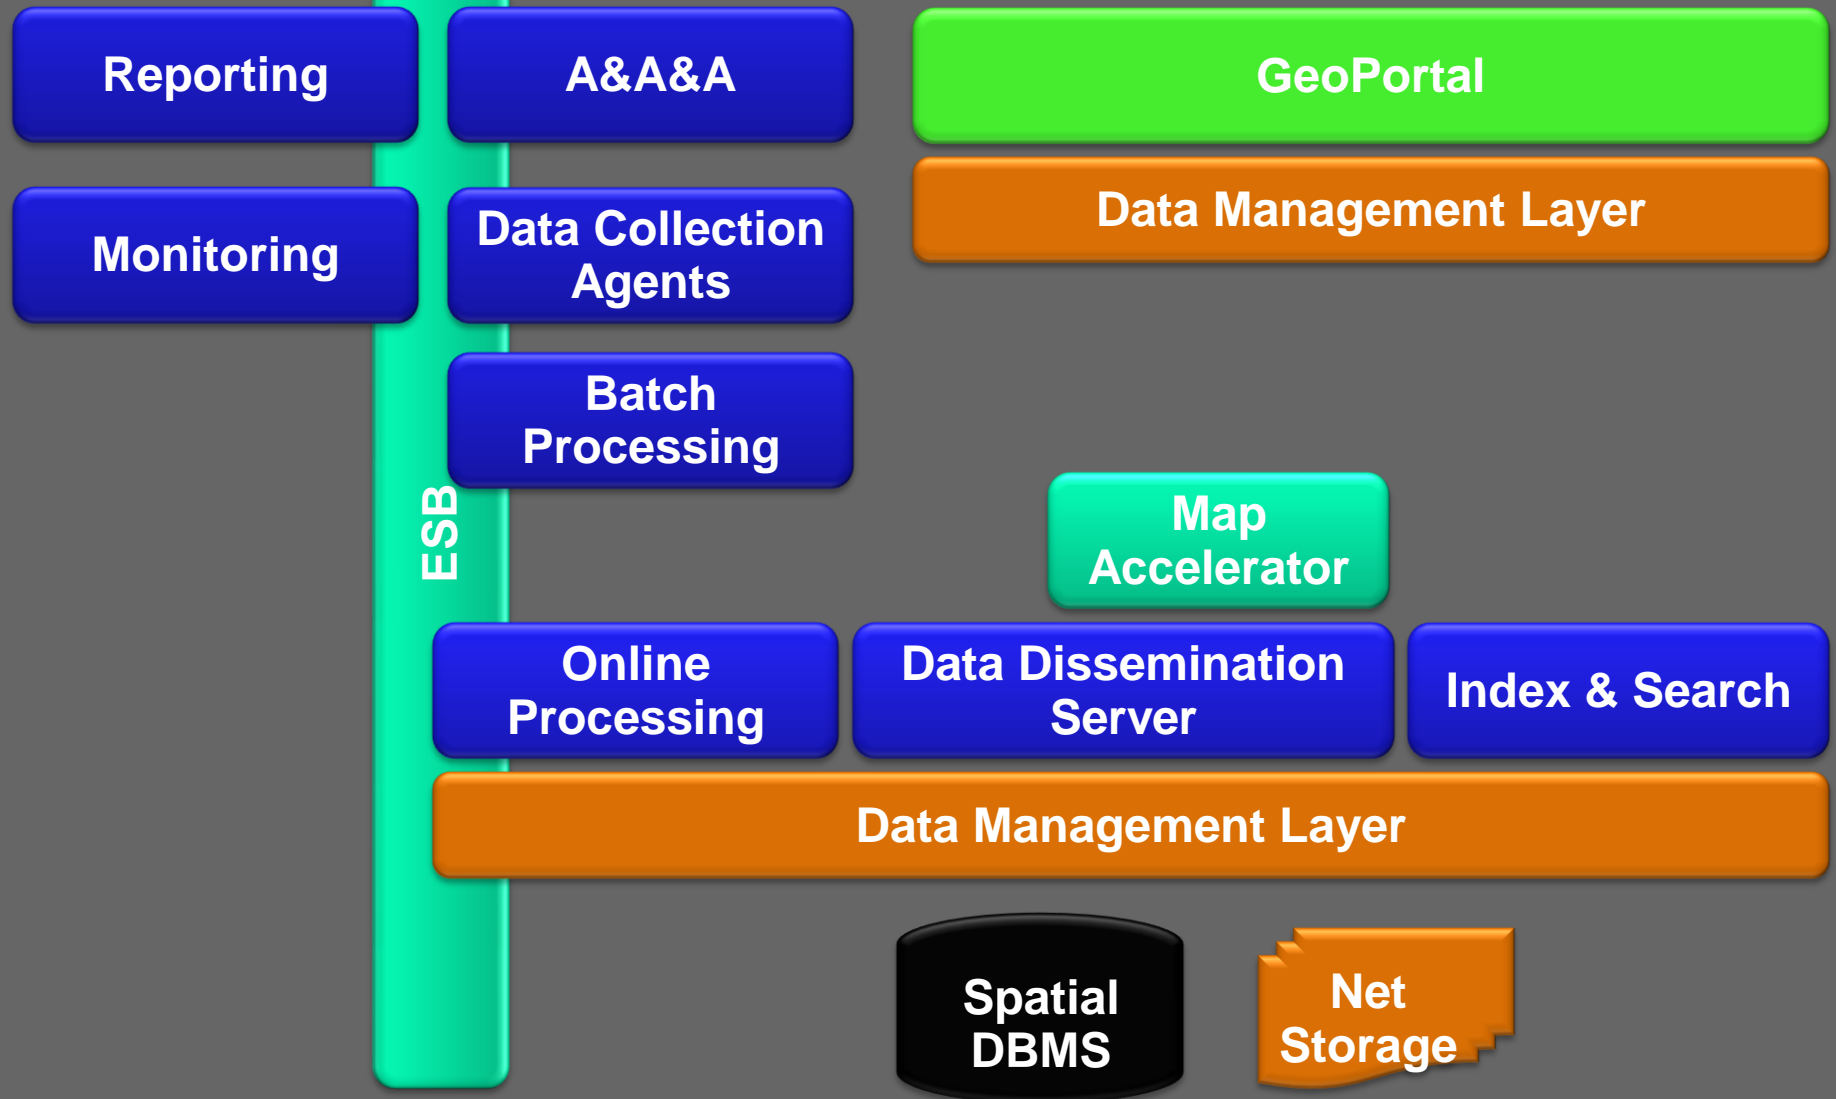 Reporting
A&A&A
GeoPortal
Data Management Layer
Monitoring
Data Collection
Agents
Batch
Processing
ESB
Map
Accelerator
Online
Processing
Data Dissemination
Server
Index & Search
Data Management Layer
Spatial
DBMS
Net
Storage